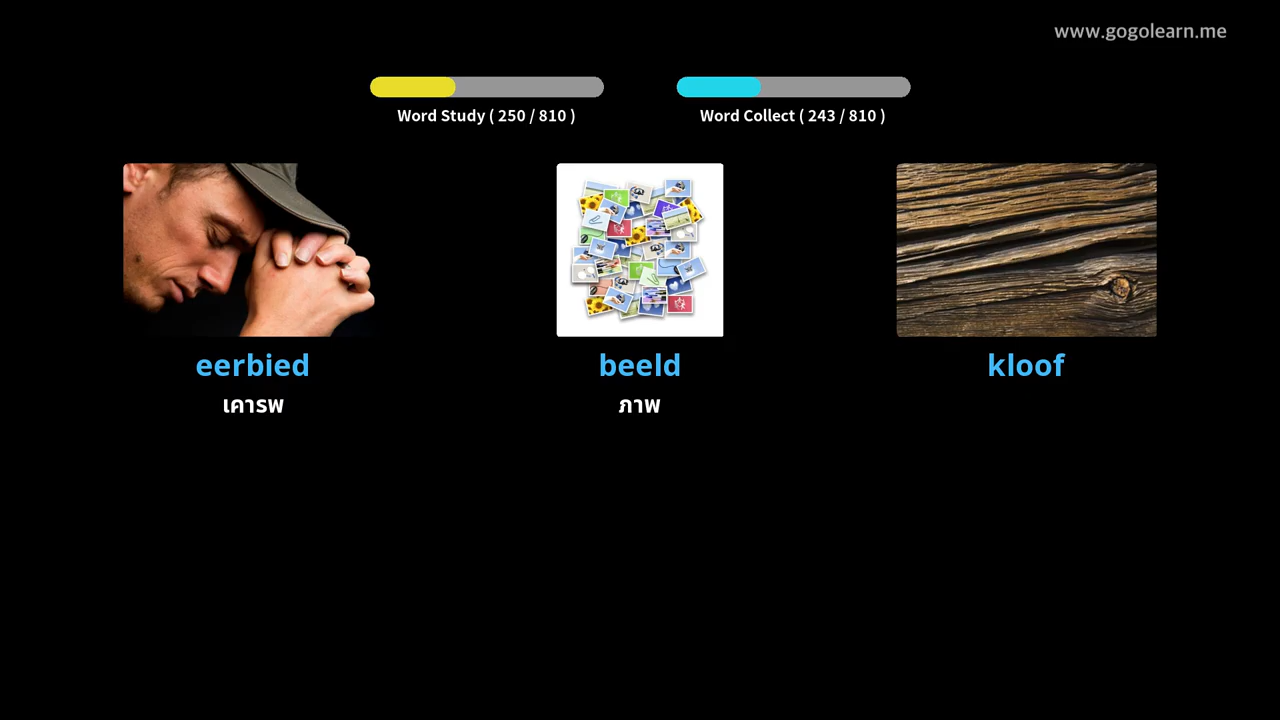 www.gogolearn.me
Word Study ( 250 / 810 )
Word Collect ( 243 / 810 )
eerbied
เคารพ
beeld
ภาพ
kloof